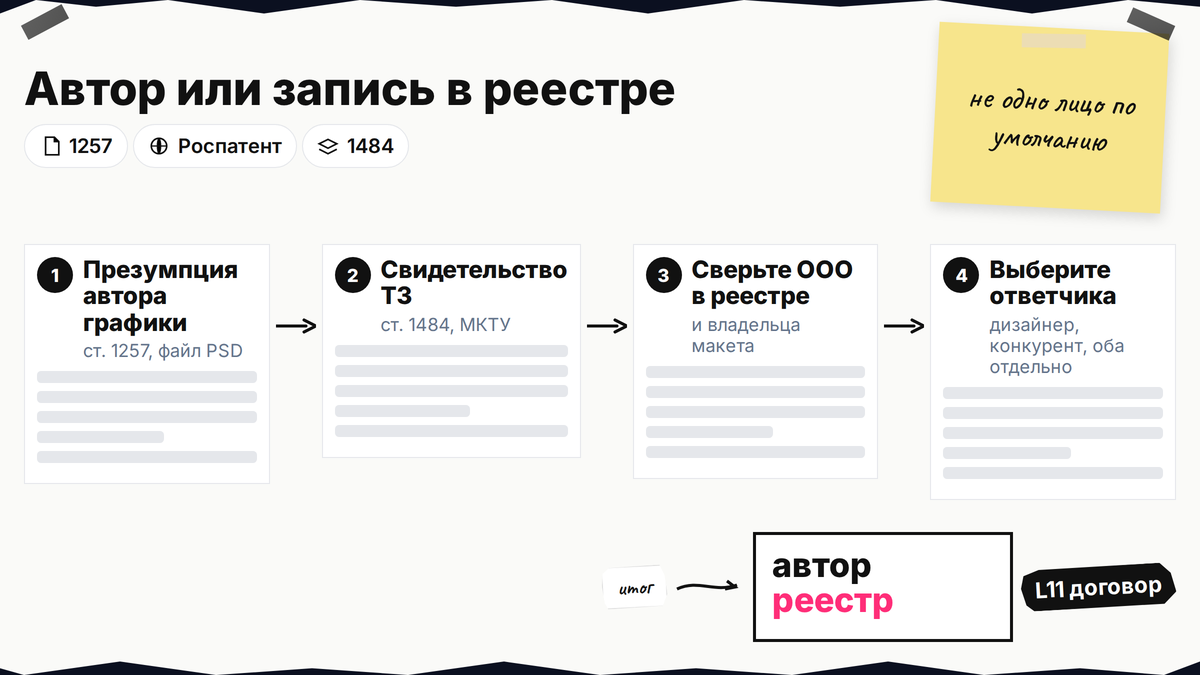 Автор или запись в реестре
1257
Роспатент
1484
не одно лицо по
умолчанию
1
Презумпция
автора
графики
ст. 1257, файл PSD
2
Свидетельство
ТЗ
ст. 1484, МКТУ
3
Сверьте ООО
в реестре
и владельца
макета
4
Выберите
ответчика
дизайнер,
конкурент, оба
отдельно
итог
автор
реестр
L11 договор